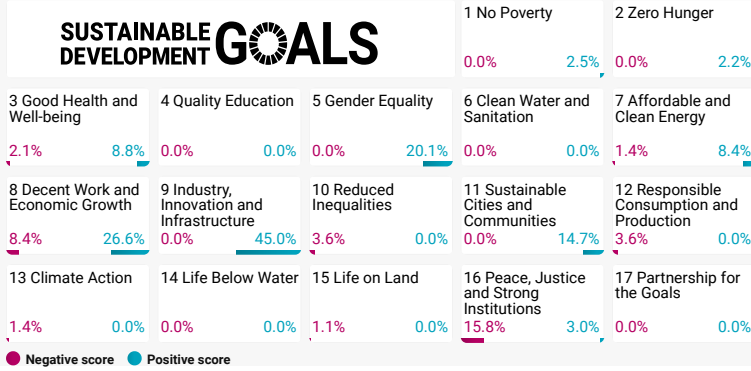 SUSTAINABLE
DEVELOPMENT
GOALS
1 No Poverty
0.0% 2.5%
2 Zero Hunger
0.0% 2.2%
3 Good Health and
Well-being
2.1% 8.8%
4 Quality Education
0.0% 0.0%
5 Gender Equality
0.0% 20.1%
6 Clean Water and
Sanitation
0.0% 0.0%
7 Affordable and
Clean Energy
1.4% 8.4%
8 Decent Work and
Economic Growth
8.4% 26.6%
9 Industry,
Innovation and
Infrastructure
0.0% 45.0%
10 Reduced
Inequalities
3.6% 0.0%
11 Sustainable
Cities and
Communities
0.0% 14.7%
12 Responsible
Consumption and
Production
3.6% 0.0%
13 Climate Action
1.4% 0.0%
14 Life Below Water
0.0% 0.0%
15 Life on Land
1.1% 0.0%
16 Peace, Justice
and Strong
Institutions
15.8% 3.0%
17 Partnership for
the Goals
0.0% 0.0%
Negative score Positive score